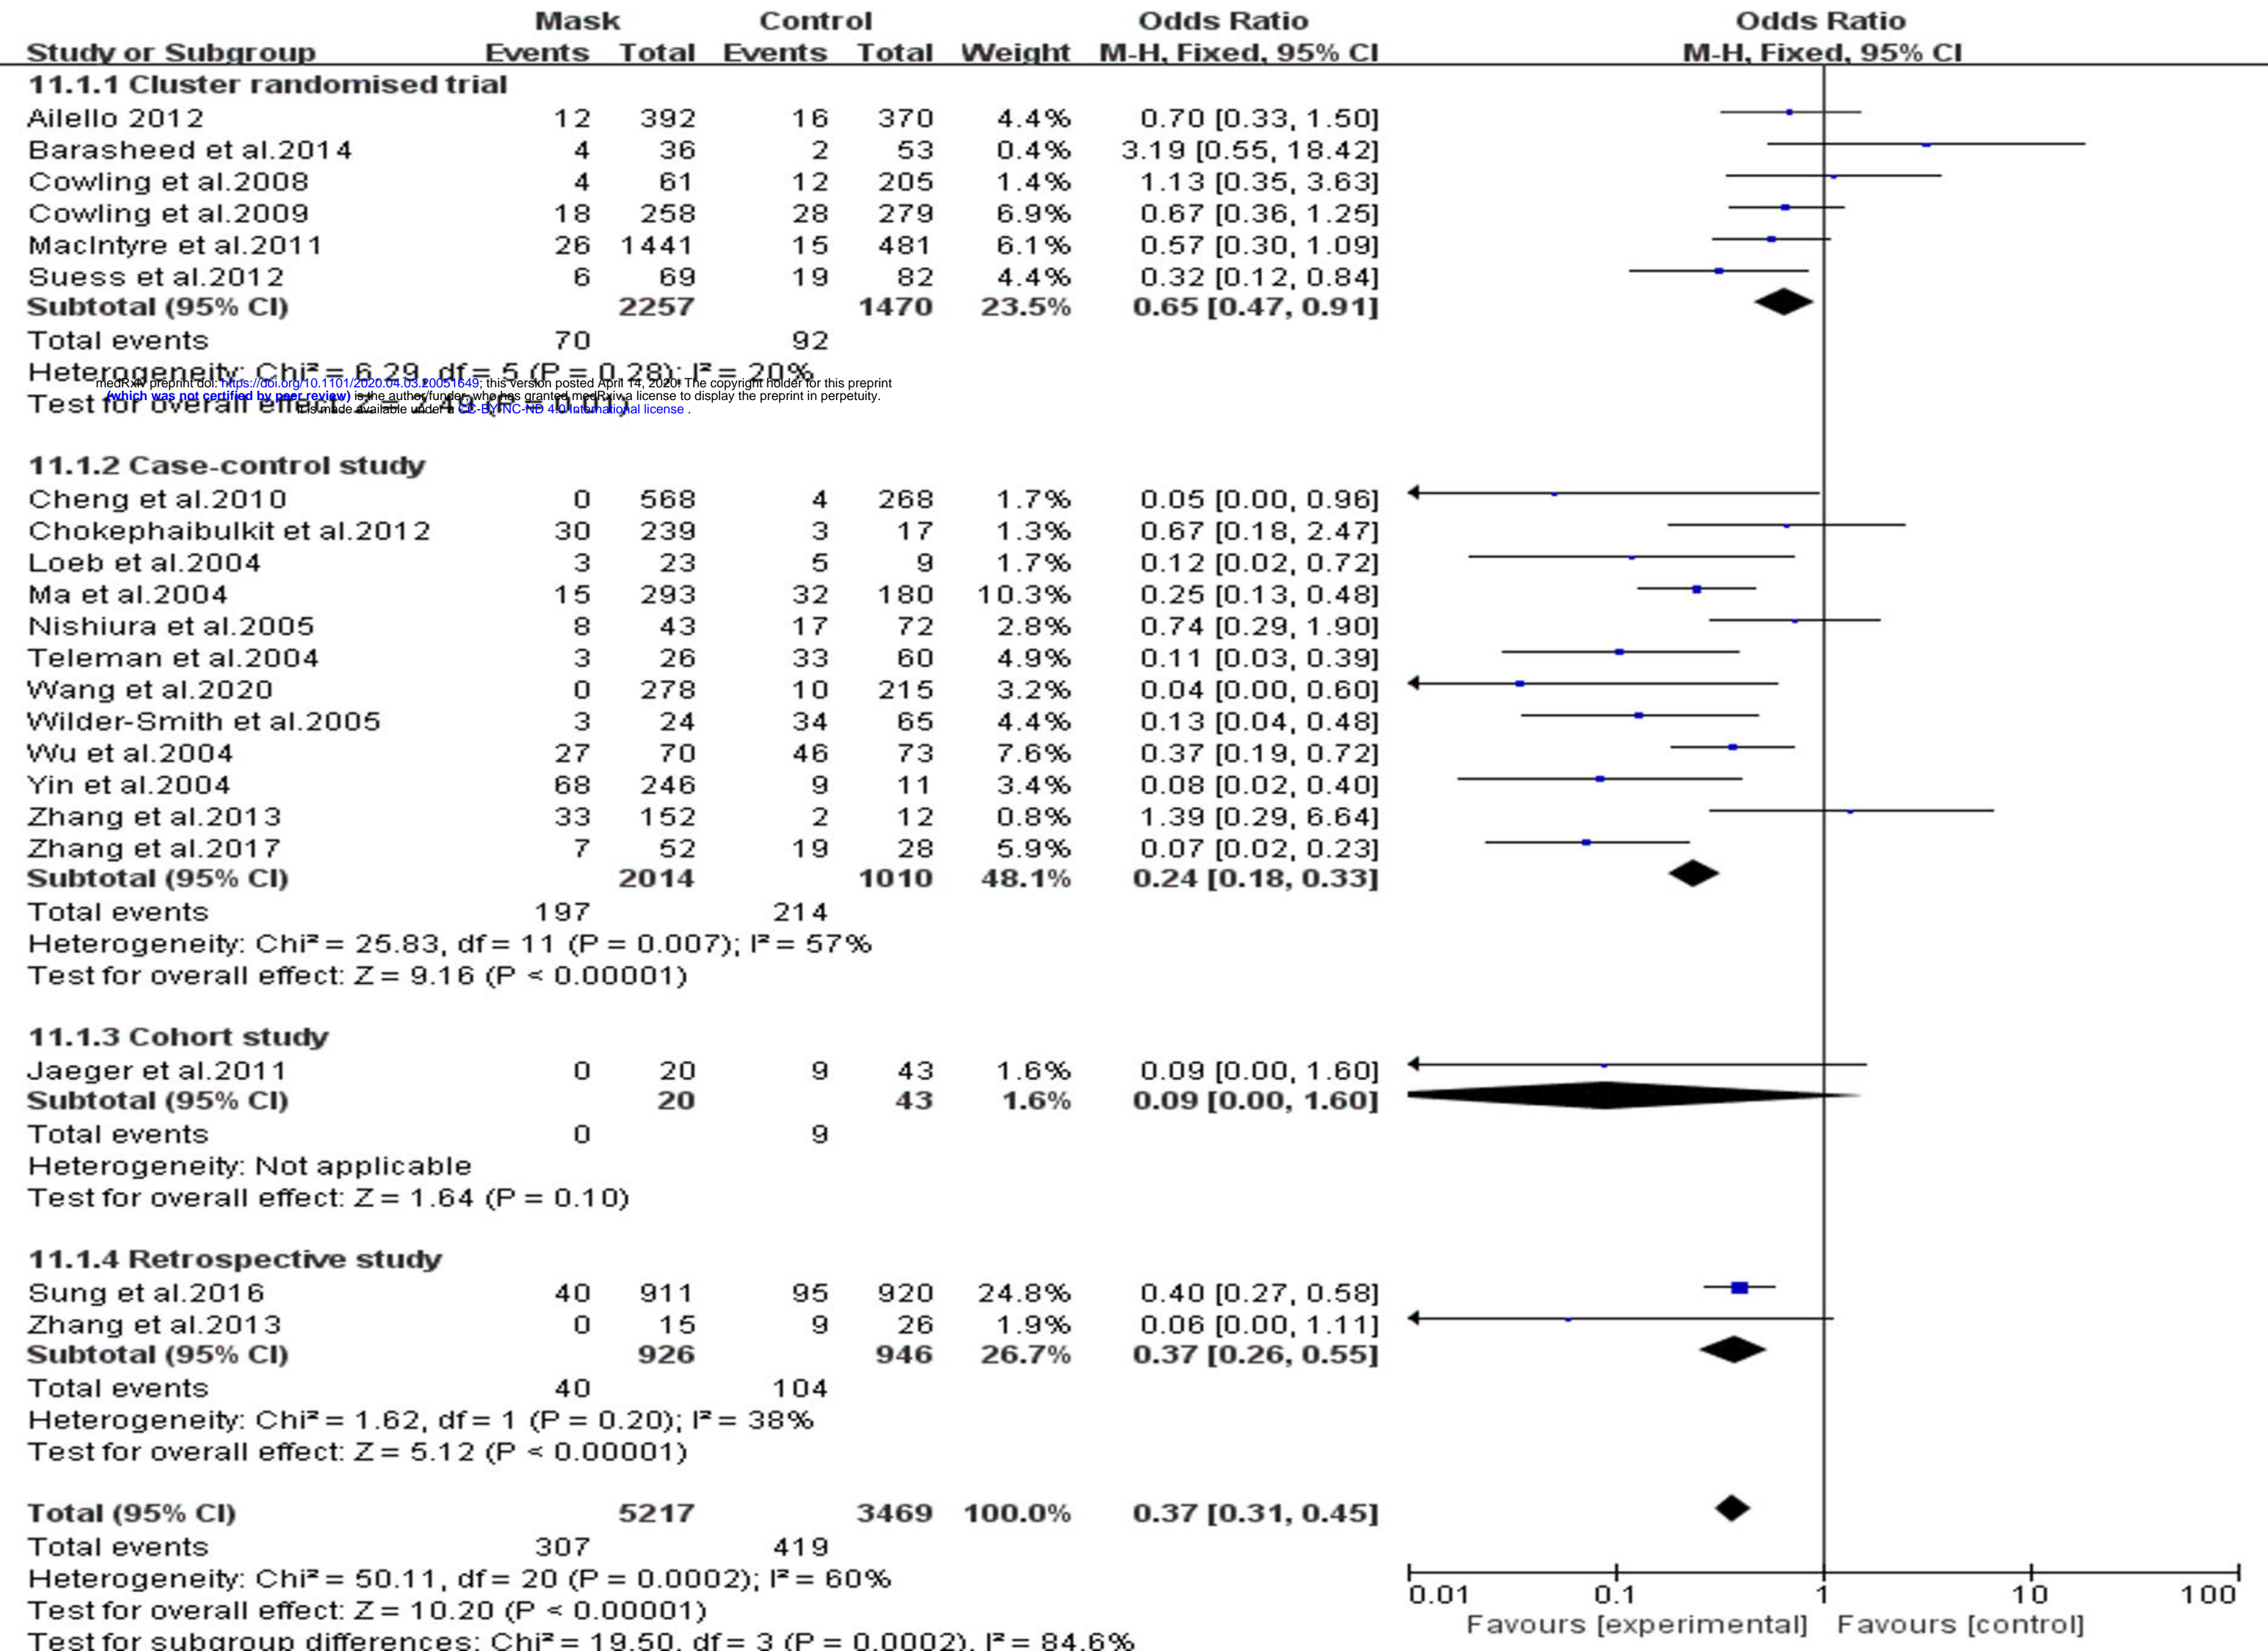 Mask Control Odds Ratio Odds Ratio
Study or Subgroup Events Total Events Total Weight M-H, Fixed, 95% CI M-H, Fixed, 95% CI
11.1.1 Cluster randomised trial
Ailello 2012 12 392 16 370 4.4% 0.70 [0.33, 1.50]
Barasheed et al.2014 4 36 2 53 0.4% 3.19 [0.55, 18.42]
Cowling et al.2008 4 61 12 205 1.4% 1.13 [0.35, 3.63]
Cowling et al.2009 18 258 28 279 6.9% 0.67 [0.36, 1.25]
MacIntyre et al.2011 26 1441 15 481 6.1% 0.57 [0.30, 1.09]
Suess et al.2012 6 69 19 82 4.4% 0.32 [0.12, 0.84]
Subtotal (95% CI) 2257 1470 23.5% 0.65 [0.47, 0.91]
Total events 70 92
Heterogeneity: Chi² = 6.29, df = 5 (P = 0.28); I² = 20%
medRxiv preprint doi: https://doi.org/10.1101/2020.04.03.20051649; this version posted April 14, 2020. The copyright holder for this preprint
(which was not certified by peer review) is the author/funder, who has granted medRxiv a license to display the preprint in perpetuity.
Test for overall effect: Z = 2.49 (P = 0.01)
It is made available under a CC-BY-NC-ND 4.0 International license .
11.1.2 Case-control study
Cheng et al.2010 0 568 4 268 1.7% 0.05 [0.00, 0.96]
Chokephaibulkit et al.2012 30 239 3 17 1.3% 0.67 [0.18, 2.47]
Loeb et al.2004 3 23 5 9 1.7% 0.12 [0.02, 0.72]
Ma et al.2004 15 293 32 180 10.3% 0.25 [0.13, 0.48]
Nishiura et al.2005 8 43 17 72 2.8% 0.74 [0.29, 1.90]
Teleman et al.2004 3 26 33 60 4.9% 0.11 [0.03, 0.39]
Wang et al.2020 0 278 10 215 3.2% 0.04 [0.00, 0.60]
Wilder-Smith et al.2005 3 24 34 65 4.4% 0.13 [0.04, 0.48]
Wu et al.2004 27 70 46 73 7.6% 0.37 [0.19, 0.72]
Yin et al.2004 68 246 9 11 3.4% 0.08 [0.02, 0.40]
Zhang et al.2013 33 152 2 12 0.8% 1.39 [0.29, 6.64]
Zhang et al.2017 7 52 19 28 5.9% 0.07 [0.02, 0.23]
Subtotal (95% CI) 2014 1010 48.1% 0.24 [0.18, 0.33]
Total events 197 214
Heterogeneity: Chi² = 25.83, df = 11 (P = 0.007); I² = 57%
Test for overall effect: Z = 9.16 (P < 0.00001)
11.1.3 Cohort study
Jaeger et al.2011 0 20 9 43 1.6% 0.09 [0.00, 1.60]
Subtotal (95% CI) 20 43 1.6% 0.09 [0.00, 1.60]
Total events 0 9
Heterogeneity: Not applicable
Test for overall effect: Z = 1.64 (P = 0.10)
11.1.4 Retrospective study
Sung et al.2016 40 911 95 920 24.8% 0.40 [0.27, 0.58]
Zhang et al.2013 0 15 9 26 1.9% 0.06 [0.00, 1.11]
Subtotal (95% CI) 926 946 26.7% 0.37 [0.26, 0.55]
Total events 40 104
Heterogeneity: Chi² = 1.62, df = 1 (P = 0.20); I² = 38%
Test for overall effect: Z = 5.12 (P < 0.00001)
Total (95% CI) 5217 3469 100.0% 0.37 [0.31, 0.45]
Total events 307 419
Heterogeneity: Chi² = 50.11, df = 20 (P = 0.0002); I² = 60%
Test for overall effect: Z = 10.20 (P < 0.00001)
Test for subgroup differences: Chi² = 19.50, df = 3 (P = 0.0002), I² = 84.6%
0.01 0.1 1 10 100
Favours [experimental] Favours [control]